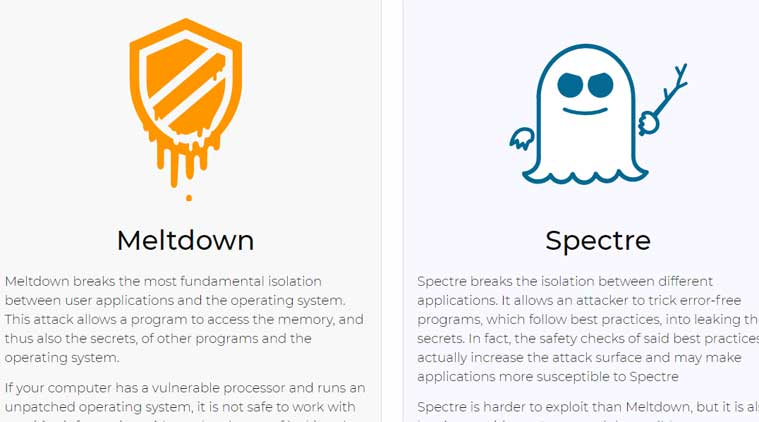 Meltdown
Meltdown breaks the most fundamental isolation
between user applications and the operating system.
This attack allows a program to access the memory, and
thus also the secrets, of other programs and the
operating system.
If your computer has a vulnerable processor and runs an
unpatched operating system, it is not safe to work with
Spectre
Spectre breaks the isolation between different
applications. It allows an attacker to trick error-free
programs, which follow best practices, into leaking th
secrets. In fact, the safety checks of said best practices
actually increase the attack surface and may make
applications more susceptible to Spectre
Spectre is harder to exploit than Meltdown, but it is al